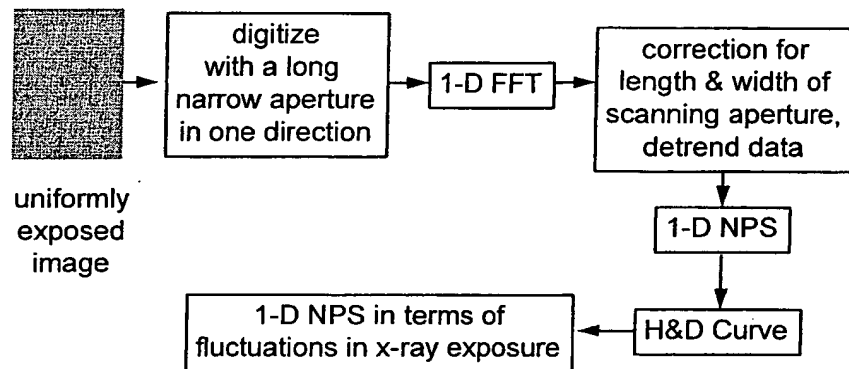 uniformly
exposed
image
digitize
with a long
narrow aperture
in one direction
1-D FFT
correction for
length & width of
scanning aperture,
detrend data
1-D NPS
H&D Curve
1-D NPS in terms of
fluctuations in x-ray exposure